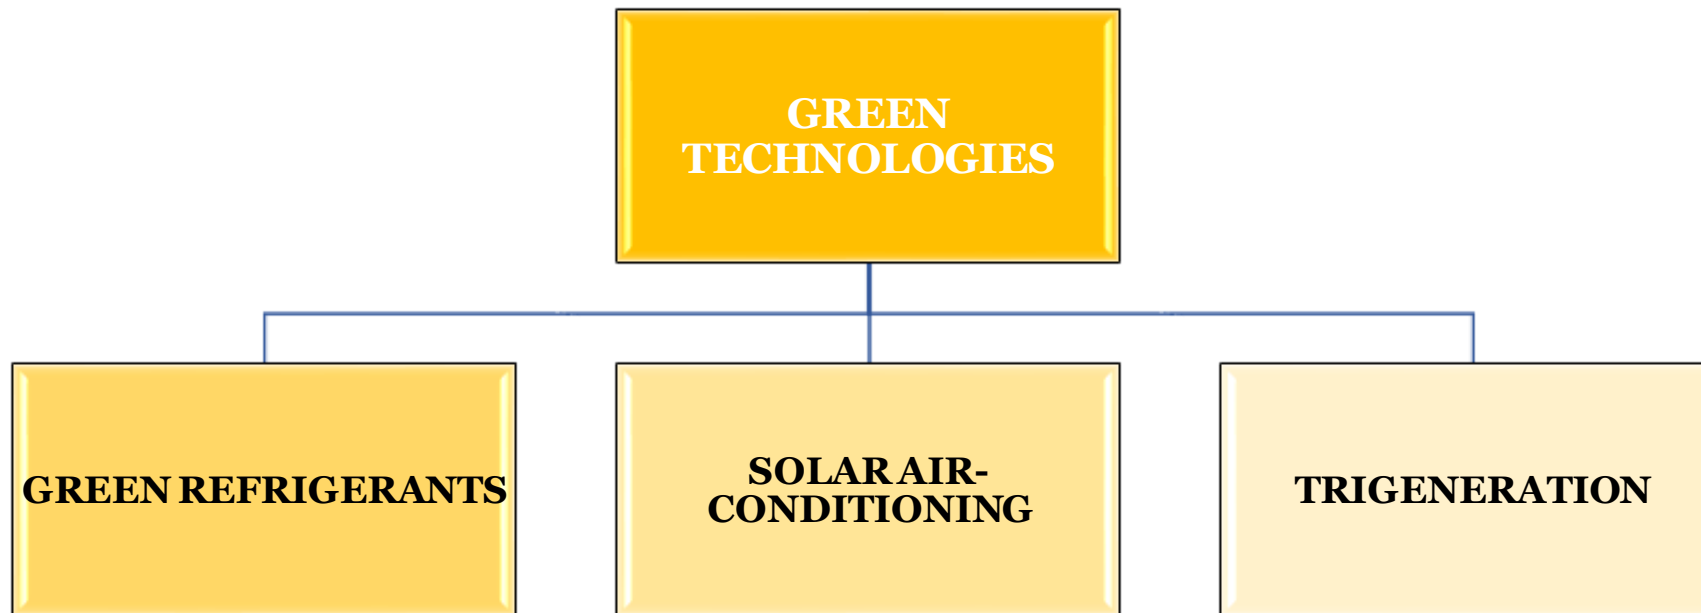 GREEN
TECHNOLOGIES
GREEN REFRIGERANTS
SOLAR AIR-
CONDITIONING
TRIGENERATION